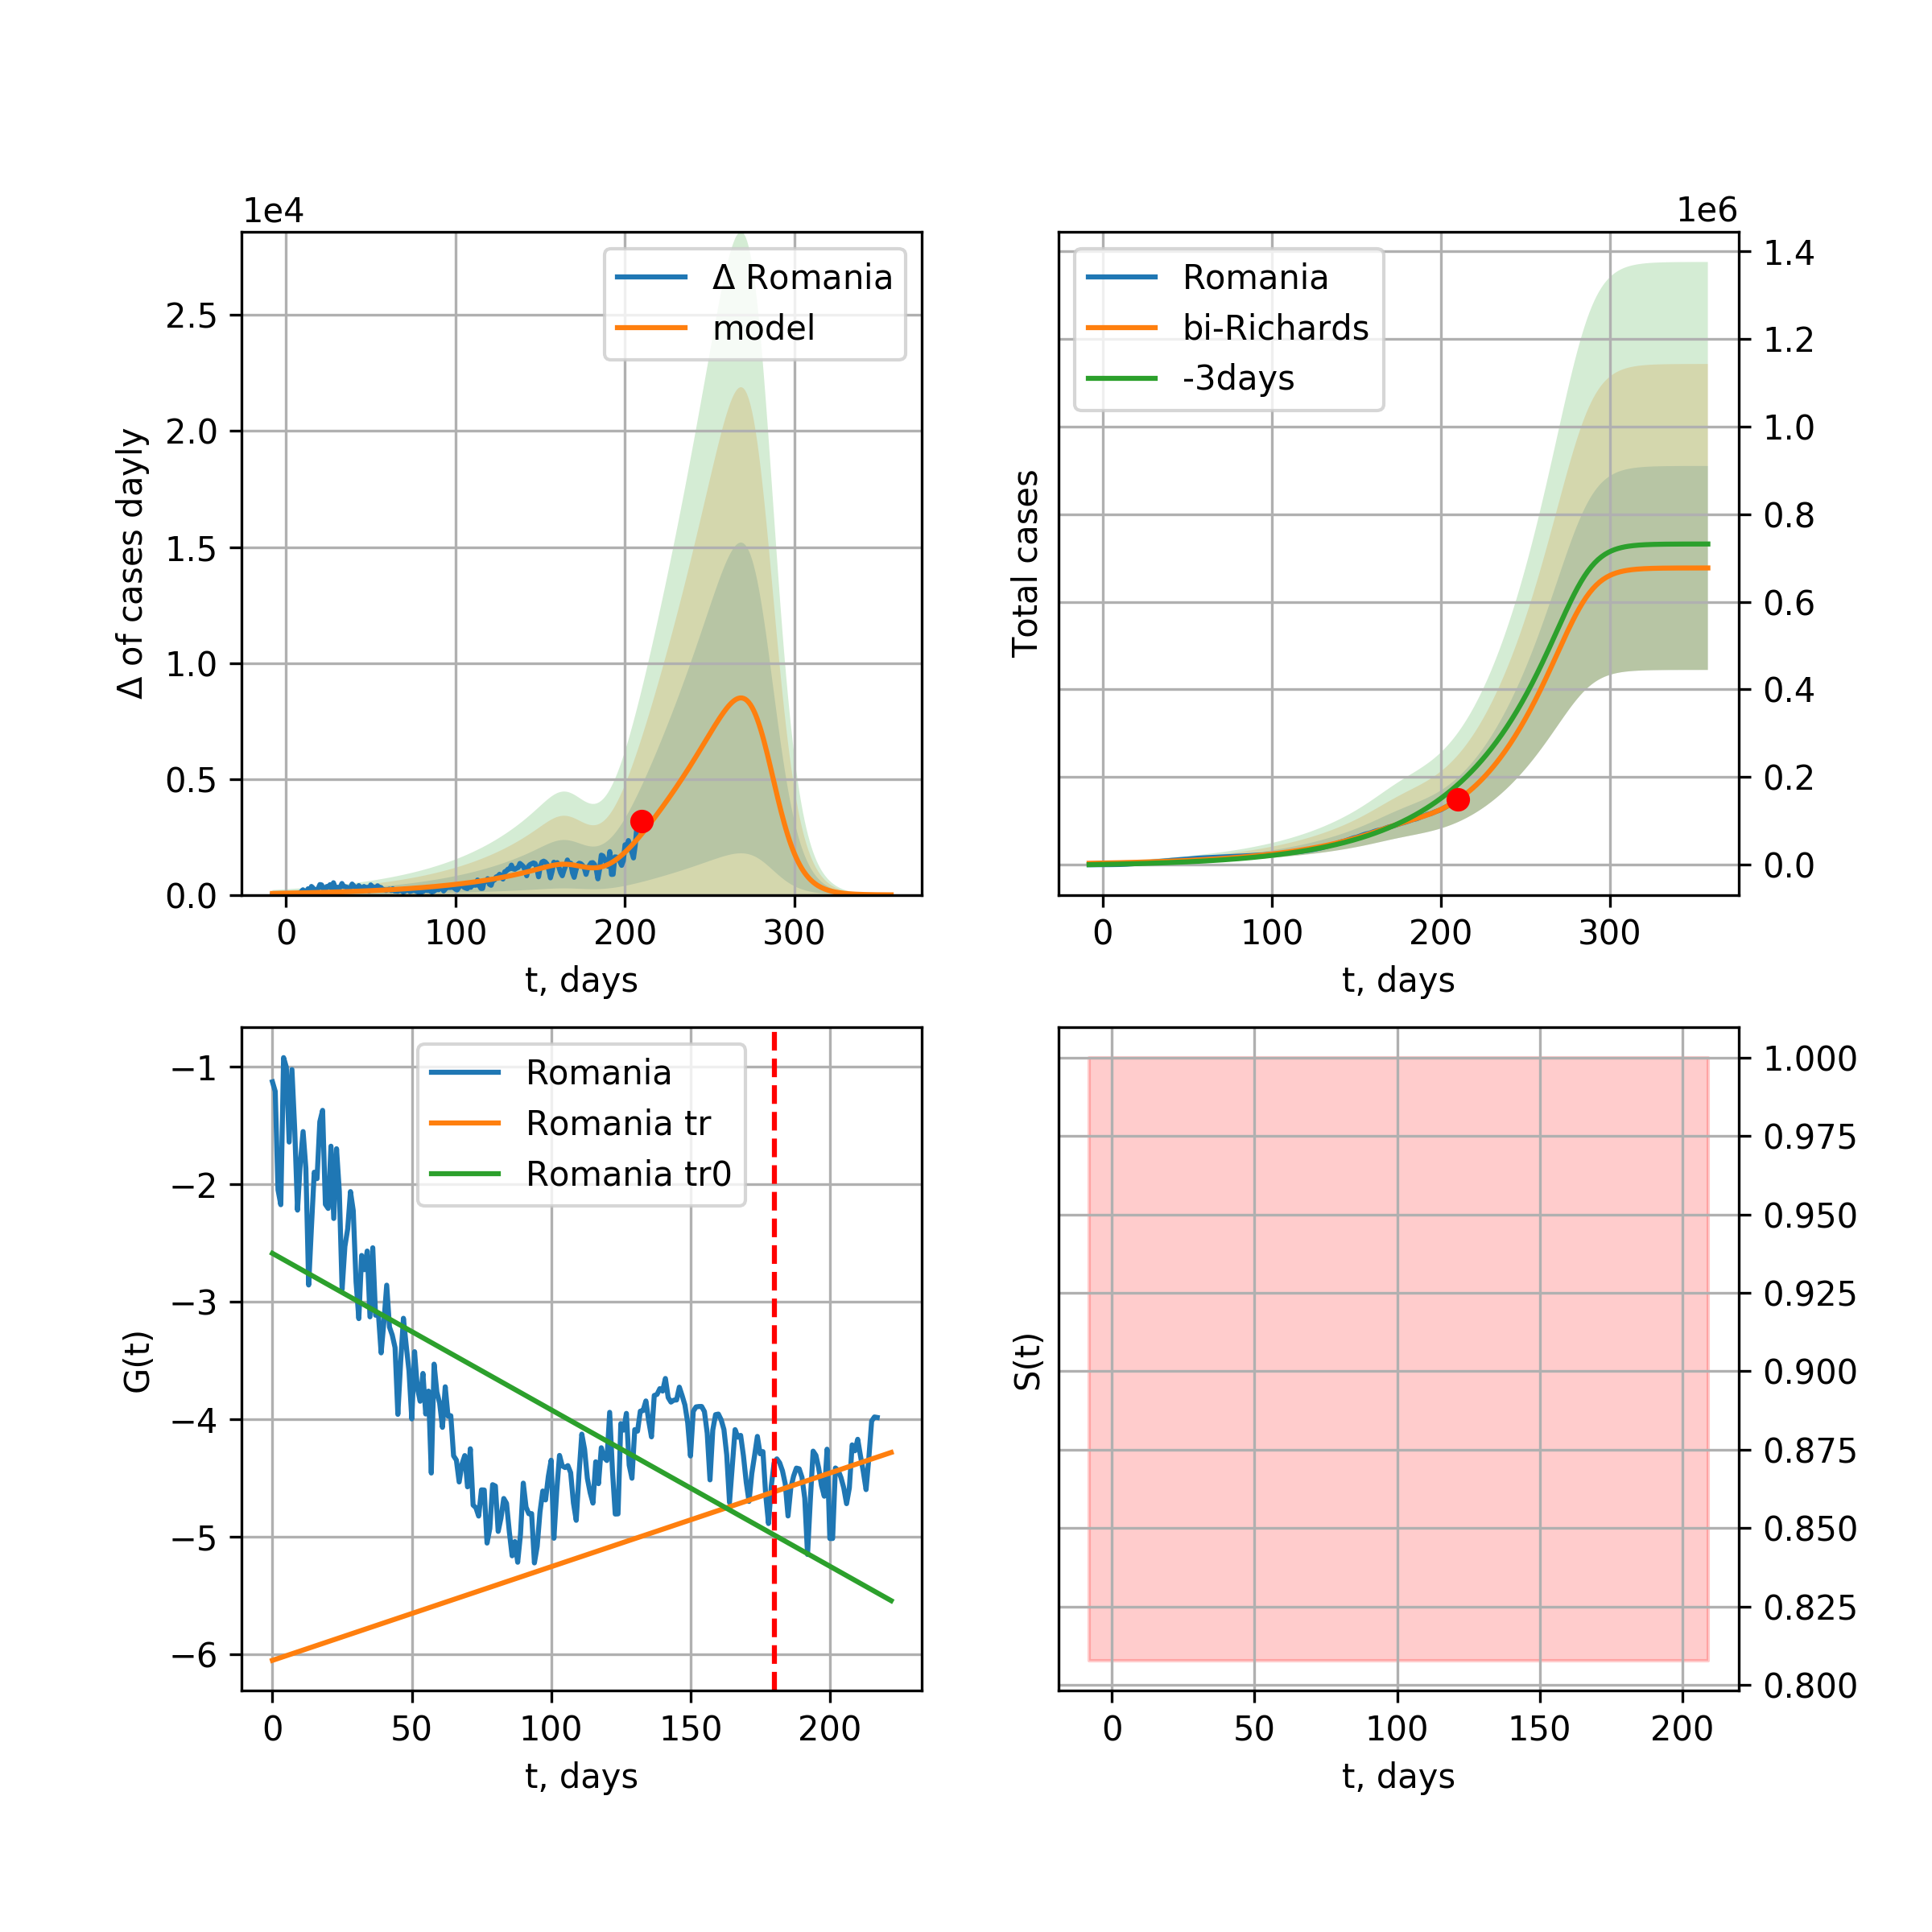 1e4
Δ Romania
model
2.5
2.0
1.5
1.0
0.5
0.0
Δ of cases dayly
0 100 200 300
t, days
1e6
Romania
bi-Richards
-3days
1.4
1.2
1.0
0.8
0.6
0.4
0.2
0.0
Total cases
0 100 200 300
t, days
Romania
Romania tr
Romania tr0
−1
−2
−3
−4
−5
−6
G(t)
0 50 100 150 200
t, days
1.000
0.975
0.950
0.925
0.900
0.875
0.850
0.825
0.800
S(t)
0 50 100 150 200
t, days